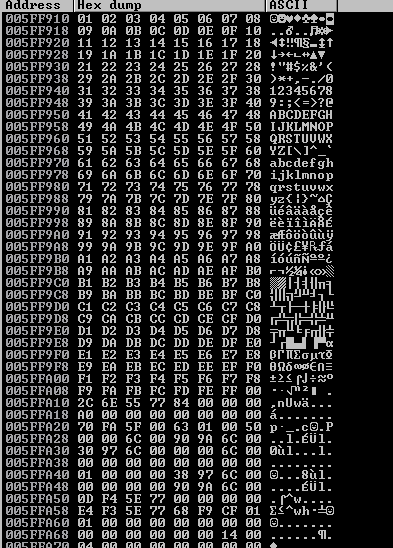 Address Hex dump ASCII
005FF910 01 02 03 04 05 06 07 08 ☺☻♥♦♣♠•◘
005FF918 09 0A 0B 0C 0D 0E 0F 10 ..♂..♫☼►
005FF920 11 12 13 14 15 16 17 18 ◄↕‼¶§▬↨↑
005FF928 19 1A 1B 1C 1D 1E 1F 20 ↓→←∟↔▲▼
005FF930 21 22 23 24 25 26 27 28 !"#$%&'(
005FF938 29 2A 2B 2C 2D 2E 2F 30 )*+,-./0
005FF940 31 32 33 34 35 36 37 38 12345678
005FF948 39 3A 3B 3C 3D 3E 3F 40 9:;<=>?@
005FF950 41 42 43 44 45 46 47 48 ABCDEFGH
005FF958 49 4A 4B 4C 4D 4E 4F 50 IJKLMNOP
005FF960 51 52 53 54 55 56 57 58 QRSTUVWX
005FF968 59 5A 5B 5C 5D 5E 5F 60 YZ[\]^_`
005FF970 61 62 63 64 65 66 67 68 abcdefgh
005FF978 69 6A 6B 6C 6D 6E 6F 70 ijklmnop
005FF980 71 72 73 74 75 76 77 78 qrstuvwx
005FF988 79 7A 7B 7C 7D 7E 7F 80 yz{|}~⌂Ç
005FF990 81 82 83 84 85 86 87 88 üéâäàåçê
005FF998 89 8A 8B 8C 8D 8E 8F 90 ëèïîìÄÅÉ
005FF9A0 91 92 93 94 95 96 97 98 æÆôöòûùÿ
005FF9A8 99 9A 9B 9C 9D 9E 9F A0 ÖÜ¢£¥₧ƒá
005FF9B0 A1 A2 A3 A4 A5 A6 A7 A8 íóúñÑªº¿
005FF9B8 A9 AA AB AC AD AE AF B0 ⌐¬½¼¡«»░
005FF9C0 B1 B2 B3 B4 B5 B6 B7 B8 ▒▓│┤╡╢╖╕
005FF9C8 B9 BA BB BC BD BE BF C0 ╣║╗╝╜╛┐└
005FF9D0 C1 C2 C3 C4 C5 C6 C7 C8 ┴┬├─┼╞╟╚
005FF9D8 C9 CA CB CC CD CE CF D0 ╔╩╦╠═╬╧╨
005FF9E0 D1 D2 D3 D4 D5 D6 D7 D8 ╤╥╙╘╒╓╫╪
005FF9E8 D9 DA DB DC DD DE DF E0 ┘┌█▄▌▐▀α
005FF9F0 E1 E2 E3 E4 E5 E6 E7 E8 ßΓπΣσµτΦ
005FF9F8 E9 EA EB EC ED EE EF F0 ΘΩδ∞φε∩≡
005FFA00 F1 F2 F3 F4 F5 F6 F7 F8 ±≥≤⌠⌡÷≈°
005FFA08 F9 FA FB FC FD FE FF 00 ∙·√ⁿ²■ .
005FFA10 2C 6E 55 77 84 00 00 00 ,nUwä...
005FFA18 A0 00 00 00 00 00 00 00 á.......
005FFA20 70 FA 5F 00 63 01 00 50 p·_.c☺.P
005FFA28 00 00 6C 00 90 9A 6C 00 ..l.ÉÜl.
005FFA30 30 97 6C 00 00 00 6C 00 0ùl...l.
005FFA38 00 00 00 00 00 00 00 00 ........
005FFA40 01 00 00 00 38 97 6C 00 ☺...8ùl.
005FFA48 00 00 00 00 90 9A 6C 00 ....ÉÜl.
005FFA50 0D F4 5E 77 00 00 00 00 .⌠^w....
005FFA58 E4 F3 5E 77 68 F9 CF 01 Σ≤^wh∙╧☺
005FFA60 01 00 00 00 00 00 00 00 ☺.......
005FFA68 00 00 00 00 00 00 14 00 ......¶.